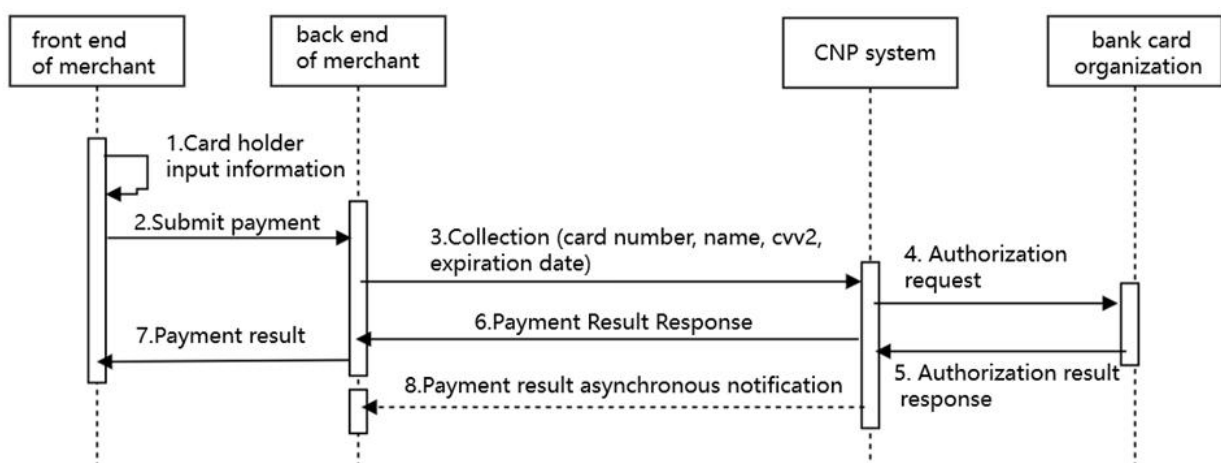 front end
of merchant
back end
of merchant
CNP system
bank card
organization
1.Card holder
input information
2.Submit payment
3.Collection (card number, name, cvv2,
expiration date)
4. Authorization
request
6.Payment Result Response
7.Payment result
5. Authorization result
response
8.Payment result asynchronous notification